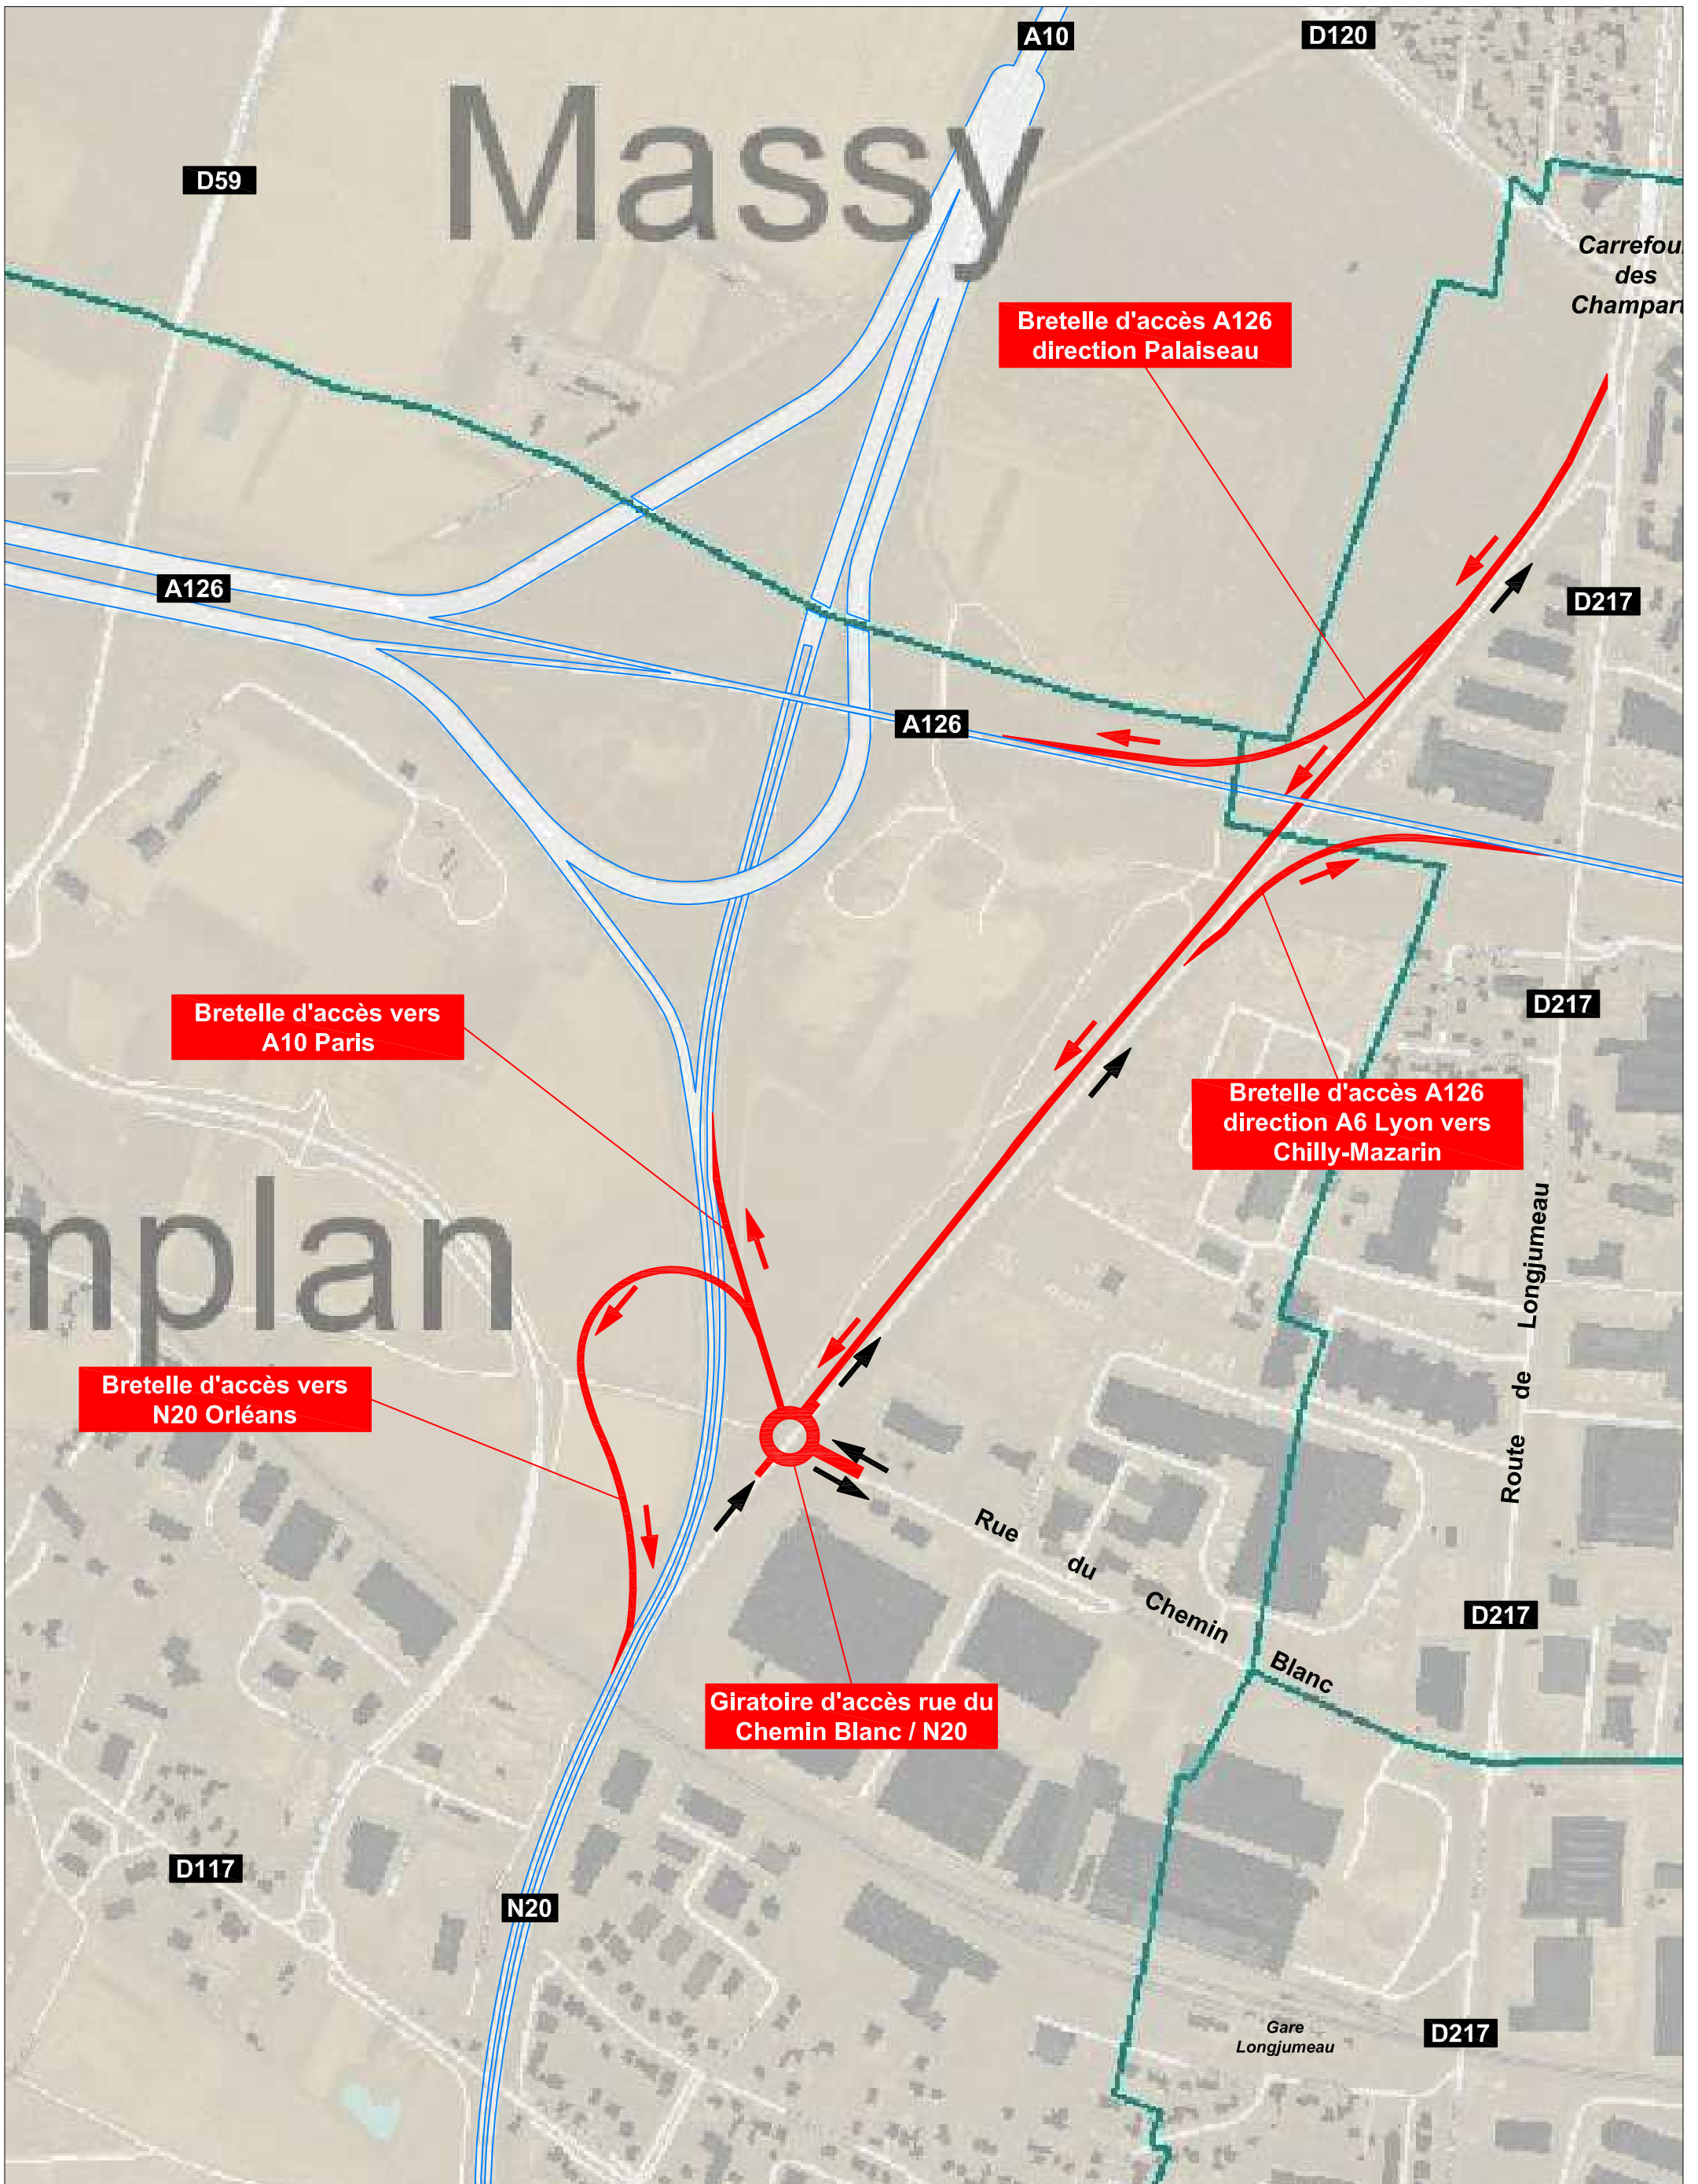 A10
D120
Massy
D59
Carrefou
des
Champart
Bretelle d'accès A126
direction Palaiseau
A126
D217
A126
Bretelle d'accès vers
A10 Paris
D217
Bretelle d'accès A126
direction A6 Lyon vers
Chilly-Mazarin
mplan
Route de Longjumeau
Bretelle d'accès vers
N20 Orléans
Rue du Chemin Blanc
D217
Giratoire d'accès rue du
Chemin Blanc / N20
D117
N20
Gare
Longjumeau
D217